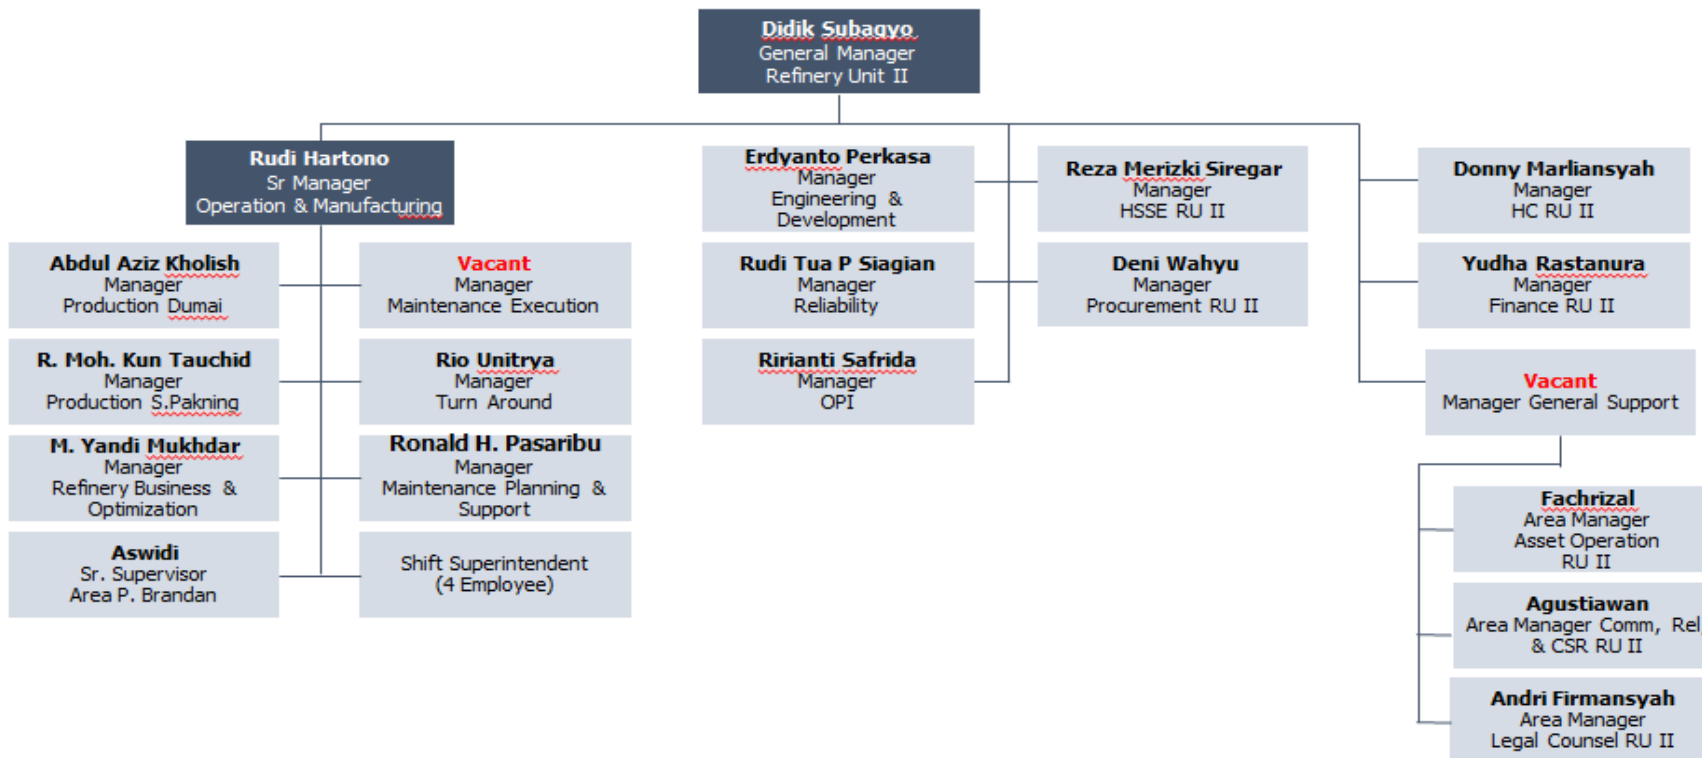 Didik Subagyo
General Manager
Refinery Unit II
Rudi Hartono
Sr Manager
Operation & Manufacturing
Abdul Aziz Kholish
Manager
Production Dumai
Vacant
Manager
Maintenance Execution
R. Moh. Kun Tauchid
Manager
Production S.Pakning
Rio Unitrya
Manager
Turn Around
M. Yandi Mukhdar
Manager
Refinery Business &
Optimization
Ronald H. Pasaribu
Manager
Maintenance Planning &
Support
Aswidi
Sr. Supervisor
Area P. Brandan
Shift Superintendent
(4 Employee)
Erdyanto Perkasa
Manager
Engineering &
Development
Reza Merizki Siregar
Manager
HSSE RU II
Rudi Tua P Siagian
Manager
Reliability
Deni Wahyu
Manager
Procurement RU II
Ririanti Safrida
Manager
OPI
Donny Marliansyah
Manager
HC RU II
Yudha Rastanura
Manager
Finance RU II
Vacant
Manager General Support
Fachrizal
Area Manager
Asset Operation
RU II
Agustiawan
Area Manager Comm, Rel,
& CSR RU II
Andri Firmansyah
Area Manager
Legal Counsel RU II